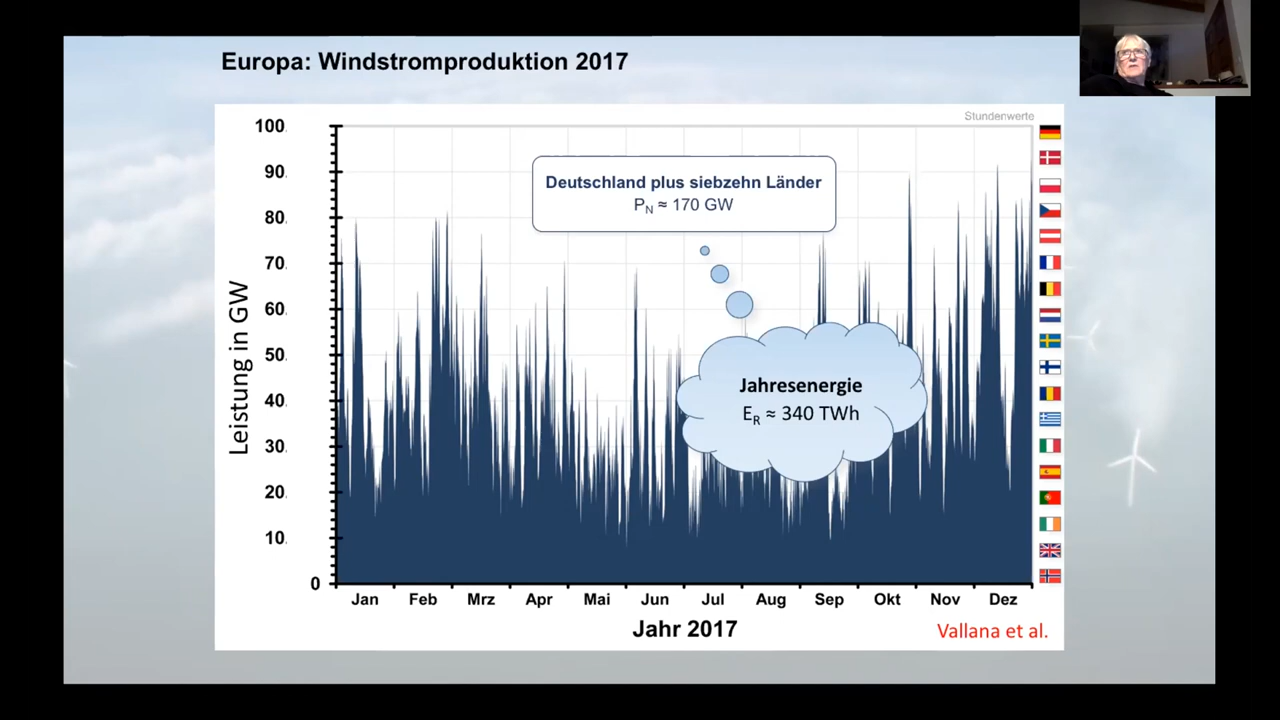 Europa: Windstromproduktion 2017
Stundenwerte
Leistung in GW
100
90
80
70
60
50
40
30
20
10
0
Deutschland plus siebzehn Länder
P_N ≈ 170 GW
Jahresenergie
E_R ≈ 340 TWh
Jan Feb Mrz Apr Mai Jun Jul Aug Sep Okt Nov Dez
Jahr 2017
Vallana et al.